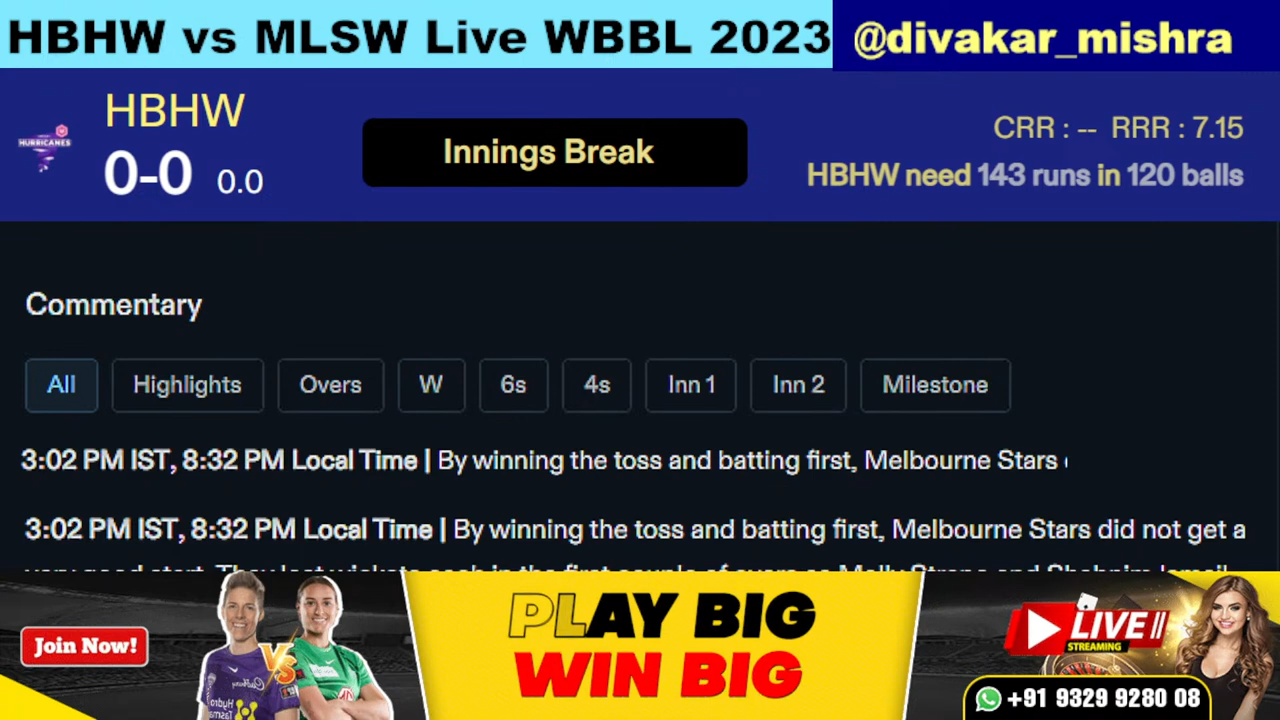 HBHW vs MLSW Live WBBL 2023
@divakar_mishra
HURRICANES
HBHW
0-0 0.0
Innings Break
CRR : -- RRR : 7.15
HBHW need 143 runs in 120 balls
Commentary
All
Highlights
Overs
W
6s
4s
Inn 1
Inn 2
Milestone
3:02 PM IST, 8:32 PM Local Time | By winning the toss and batting first, Melbourne Stars
3:02 PM IST, 8:32 PM Local Time | By winning the toss and batting first, Melbourne Stars did not get a
Join Now!
VS
PLAY BIG
WIN BIG
LIVE
STREAMING
+91 9329 9280 08